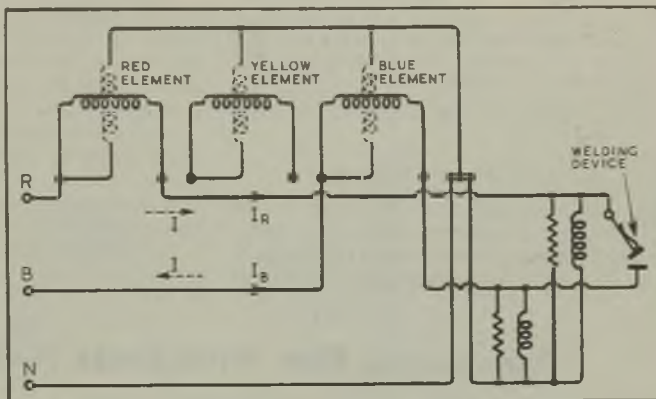 RED
ELEMENT
YELLOW
ELEMENT
BLUE
ELEMENT
WELDING
DEVICE
R
I
I_R
I
I_B
B
N